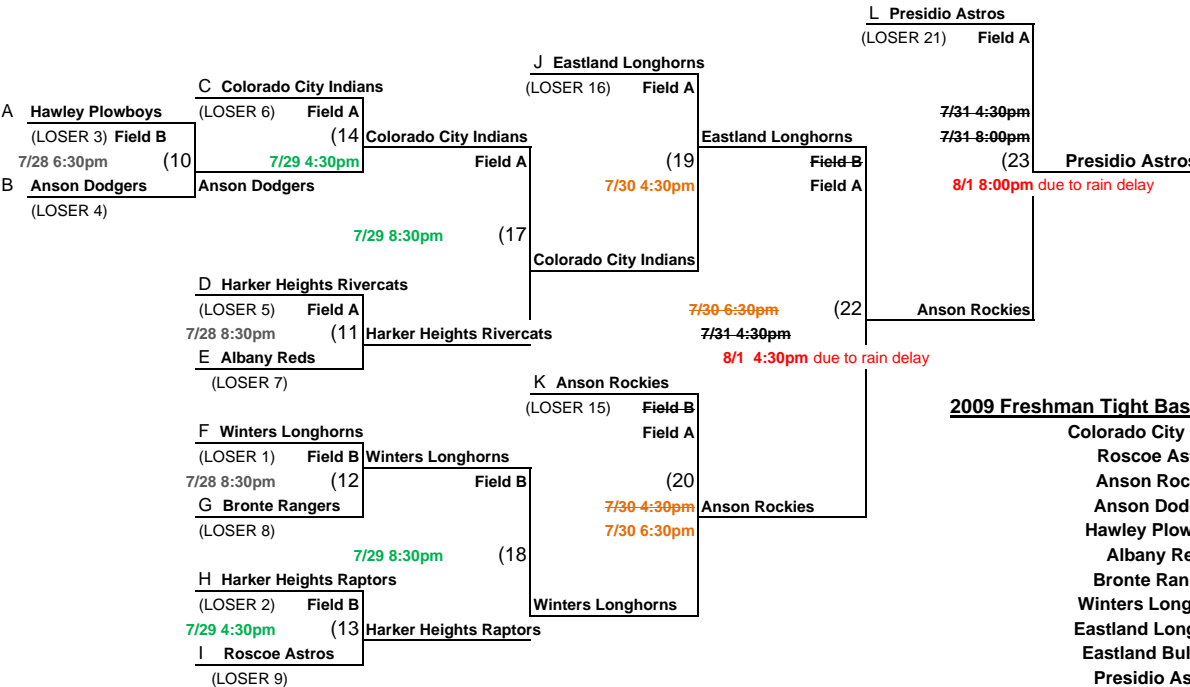 L Presidio Astros
(LOSER 21) Field A
J Eastland Longhorns
(LOSER 16) Field A
C Colorado City Indians
A Hawley Plowboys (LOSER 6) Field A 7/31 4:30pm
(LOSER 3) Field B (14 Colorado City Indians Eastland Longhorns 7/31 8:00pm
7/28 6:30pm (10 7/29 4:30pm Field A (19 Field B (23 Presidio Astros
B Anson Dodgers Anson Dodgers 7/30 4:30pm Field A 8/1 8:00pm due to rain delay
(LOSER 4)
7/29 8:30pm (17
Colorado City Indians
D Harker Heights Rivercats
(LOSER 5) Field A 7/30 6:30pm (22 Anson Rockies
7/28 8:30pm (11 Harker Heights Rivercats 7/31 4:30pm
E Albany Reds 8/1 4:30pm due to rain delay
(LOSER 7) K Anson Rockies
(LOSER 15) Field B 2009 Freshman Tight Bas
F Winters Longhorns Field A Colorado City
(LOSER 1) Field B Winters Longhorns Roscoe As
7/28 8:30pm (12 Field B (20 Anson Roc
G Bronte Rangers 7/30 4:30pm Anson Rockies Anson Dod
(LOSER 8) 7/30 6:30pm Hawley Plow
7/29 8:30pm (18 Albany Re
H Harker Heights Raptors Bronte Ran
(LOSER 2) Field B Winters Longhorns Winters Long
7/29 4:30pm (13 Harker Heights Raptors Eastland Long
I Roscoe Astros Eastland Bul
(LOSER 9) Presidio As